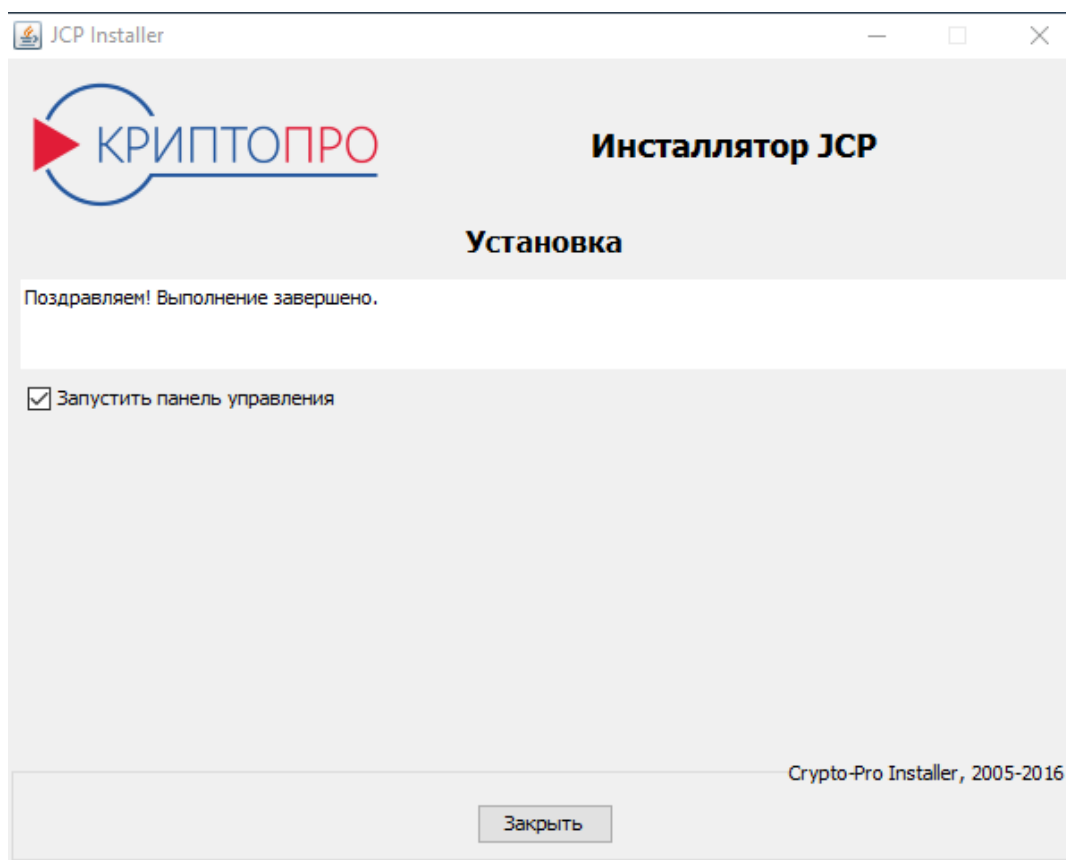 JCP Installer
КРИПТОПРО
Инсталлятор JCP
Установка
Поздравляем! Выполнение завершено.
Запустить панель управления
Crypto-Pro Installer, 2005-2016
Закрыть